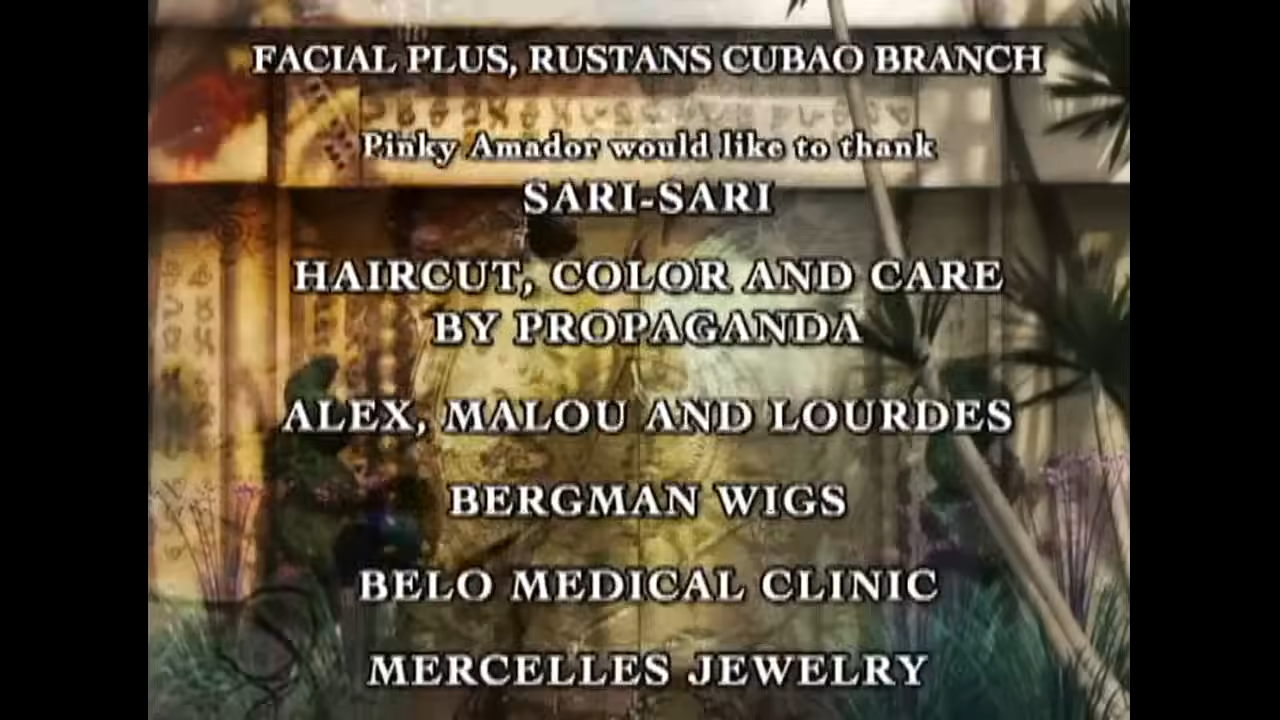 FACIAL PLUS, RUSTANS CUBAO BRANCH
Pinky Amador would like to thank
SARI-SARI
HAIRCUT, COLOR AND CARE
BY PROPAGANDA
ALEX, MALOU AND LOURDES
BERGMAN WIGS
BELO MEDICAL CLINIC
MERCELLES JEWELRY